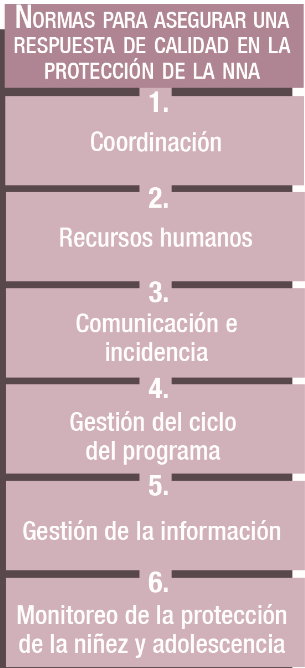 NORMAS PARA ASEGURAR UNA
RESPUESTA DE CALIDAD EN LA
PROTECCIÓN DE LA NNA
1.
Coordinación
2.
Recursos humanos
3.
Comunicación e
incidencia
4.
Gestión del ciclo
del programa
5.
Gestión de la información
6.
Monitoreo de la protección
de la niñez y adolescencia